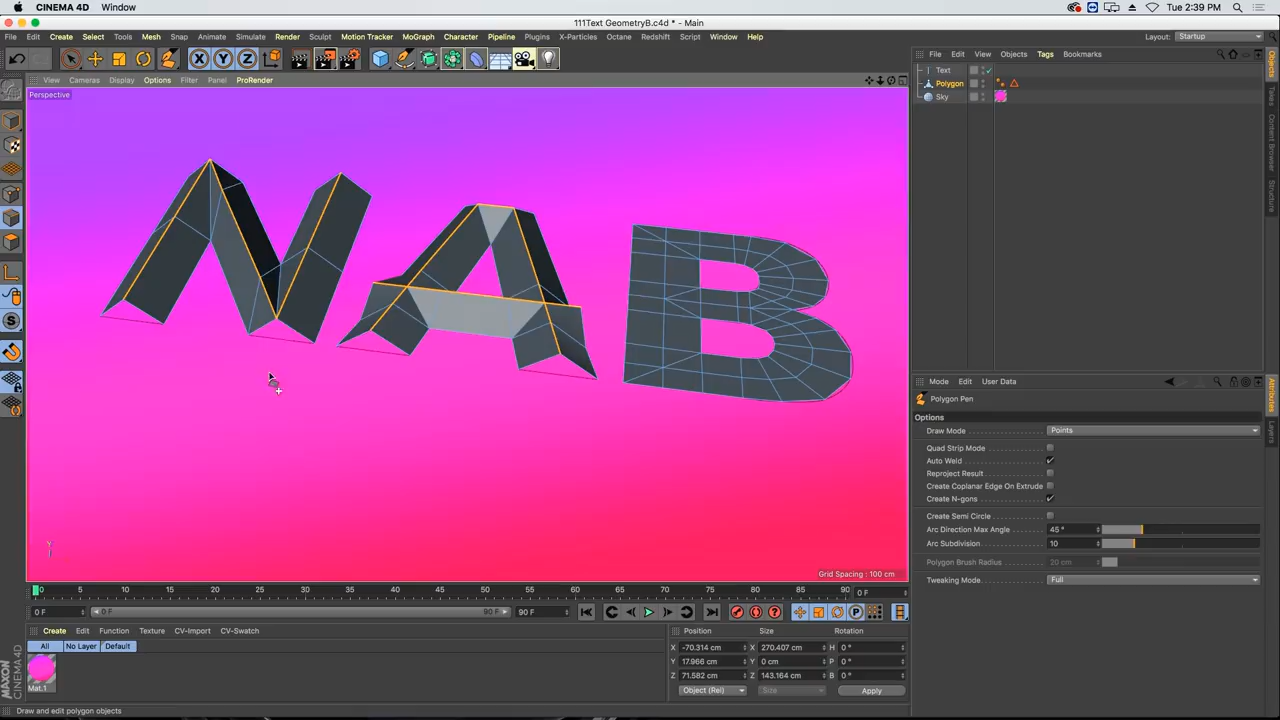 CINEMA 4D Window Tue 2:39 PM
111Text GeometryB.c4d * - Main
File Edit Create Select Tools Mesh Snap Animate Simulate Render Sculpt Motion Tracker MoGraph Character Pipeline Plugins X-Particles Octane Redshift Script Window Help Layout: Startup
X Y Z
View Cameras Display Options Filter Panel ProRender
Perspective
File Edit View Objects Tags Bookmarks
Text
Polygon
Sky
Objects
Takes
Content Browser
Structure
NAB
Grid Spacing : 100 cm
Y
Mode Edit User Data
Polygon Pen
Options
Draw Mode Points
Quad Strip Mode
Auto Weld
Reproject Result
Create Coplanar Edge On Extrude
Create N-gons
Create Semi Circle
Arc Direction Max Angle 45 °
Arc Subdivision 10
Polygon Brush Radius 20 cm
Tweaking Mode Full
Attributes
Layers
0 5 10 15 20 25 30 35 40 45 50 55 60 65 70 75 80 85 90 0 F
0 F 0 F 90 F 90 F
P
Create Edit Function Texture CV-Import CV-Swatch
All No Layer Default
Mat.1
Position Size Rotation
X -70.314 cm X 270.407 cm H 0 °
Y 17.966 cm Y 0 cm P 0 °
Z 71.582 cm Z 143.164 cm B 0 °
Object (Rel) Size Apply
MAXON
CINEMA 4D
Draw and edit polygon objects